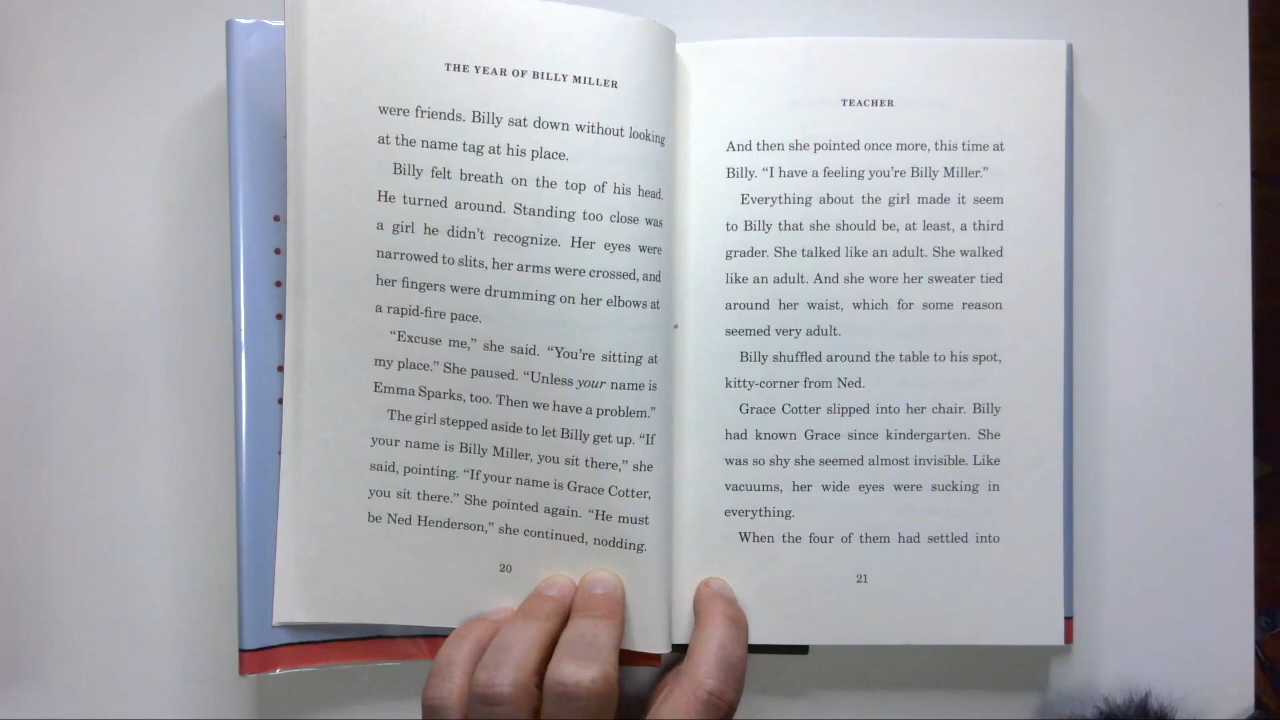 THE YEAR OF BILLY MILLER
were friends. Billy sat down without looking
at the name tag at his place.
Billy felt breath on the top of his head.
He turned around. Standing too close was
a girl he didn't recognize. Her eyes were
narrowed to slits, her arms were crossed, and
her fingers were drumming on her elbows at
a rapid-fire pace.
“Excuse me,” she said. “You're sitting at
my place.” She paused. “Unless your name is
Emma Sparks, too. Then we have a problem.”
The girl stepped aside to let Billy get up. “If
your name is Billy Miller, you sit there,” she
said, pointing. “If your name is Grace Cotter,
you sit there.” She pointed again. “He must
be Ned Henderson,” she continued, nodding.
20
TEACHER
And then she pointed once more, this time at
Billy. “I have a feeling you're Billy Miller.”
Everything about the girl made it seem
to Billy that she should be, at least, a third
grader. She talked like an adult. She walked
like an adult. And she wore her sweater tied
around her waist, which for some reason
seemed very adult.
Billy shuffled around the table to his spot,
kitty-corner from Ned.
Grace Cotter slipped into her chair. Billy
had known Grace since kindergarten. She
was so shy she seemed almost invisible. Like
vacuums, her wide eyes were sucking in
everything.
When the four of them had settled into
21